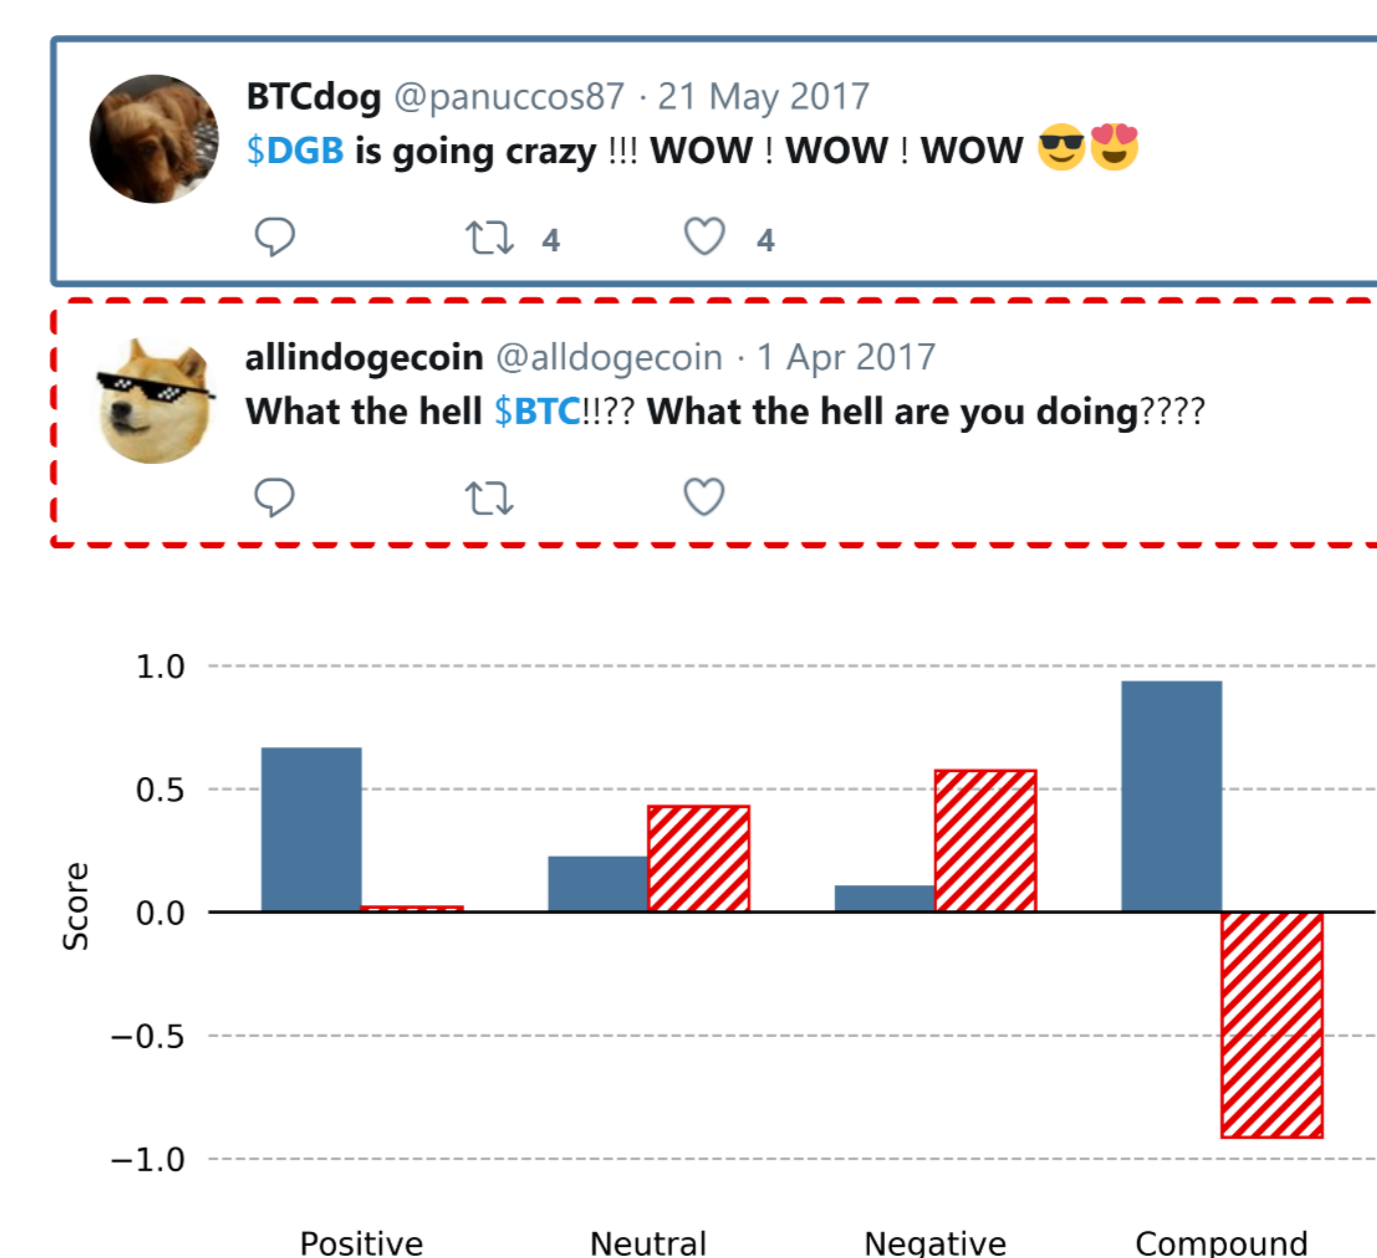 BTCdog @panuccos87 · 21 May 2017
$DGB is going crazy !!! WOW ! WOW ! WOW 😎😍
4 4
allindogecoin @alldogecoin · 1 Apr 2017
What the hell $BTC!!?? What the hell are you doing????
1.0
0.5
0.0
−0.5
−1.0
Score
Positive Neutral Negative Compound